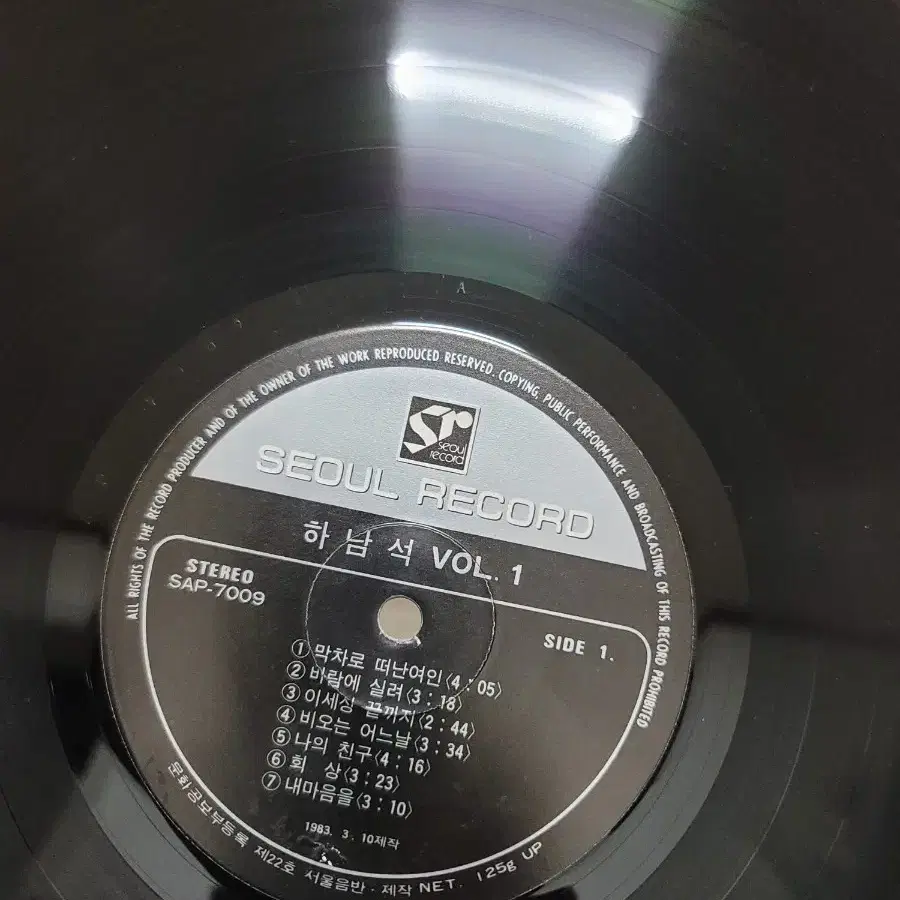 A
ALL RIGHTS OF THE RECORD PRODUCER AND OF THE OWNER OF THE WORK REPRODUCED RESERVED. COPYING, PUBLIC PERFORMANCE AND BROADCASTING OF THIS RECORD PROHIBITED
Sr
seoul
record
SEOUL RECORD
하남석 VOL. 1
STEREO
SAP-7009
SIDE 1.
① 막차로 떠난여인〈4 : 05〉
② 바람에 실려〈3 : 18〉
③ 이세상 끝까지〈2 : 44〉
④ 비오는 어느날〈3 : 34〉
⑤ 나의 친구〈4 : 16〉
⑥ 회 상〈3 : 23〉
⑦ 내마음을〈3 : 10〉
1983. 3. 10제작
문화공보부등록 제22호 서울음반 · 제작 NET. 125g UP